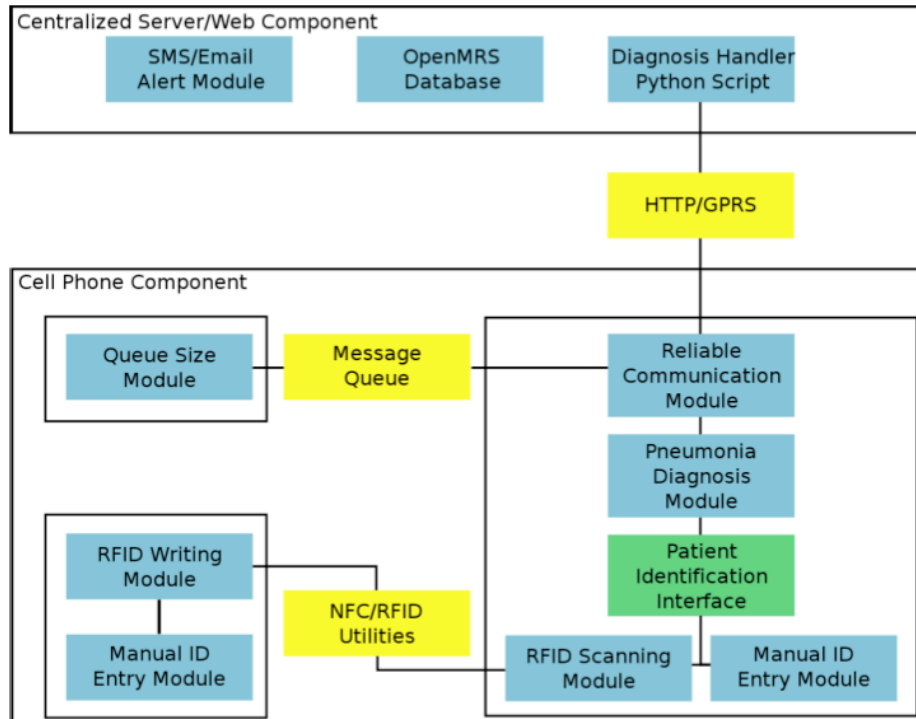 Centralized Server/Web Component
SMS/Email
Alert Module
OpenMRS
Database
Diagnosis Handler
Python Script
HTTP/GPRS
Cell Phone Component
Queue Size
Module
Message
Queue
Reliable
Communication
Module
Pneumonia
Diagnosis
Module
RFID Writing
Module
Patient
Identification
Interface
NFC/RFID
Utilities
Manual ID
Entry Module
RFID Scanning
Module
Manual ID
Entry Module